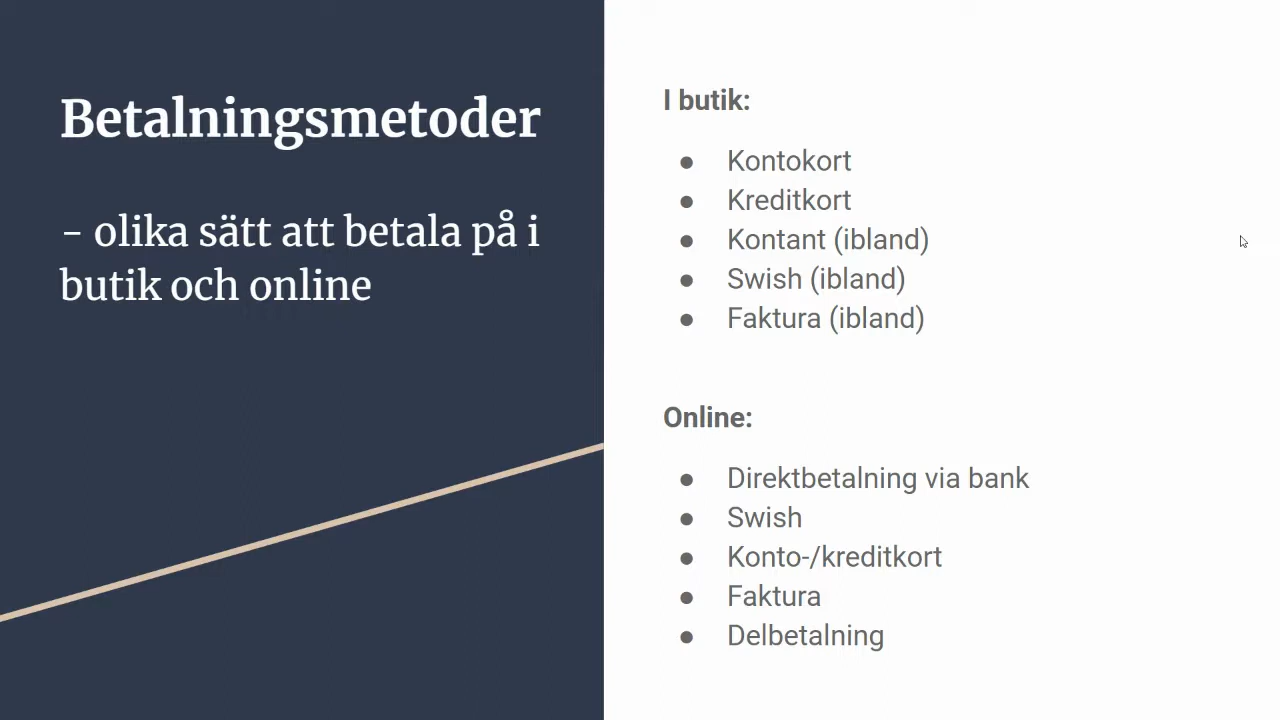 Betalningsmetoder
- olika sätt att betala på i
butik och online
I butik:
● Kontokort
● Kreditkort
● Kontant (ibland)
● Swish (ibland)
● Faktura (ibland)
Online:
● Direktbetalning via bank
● Swish
● Konto-/kreditkort
● Faktura
● Delbetalning